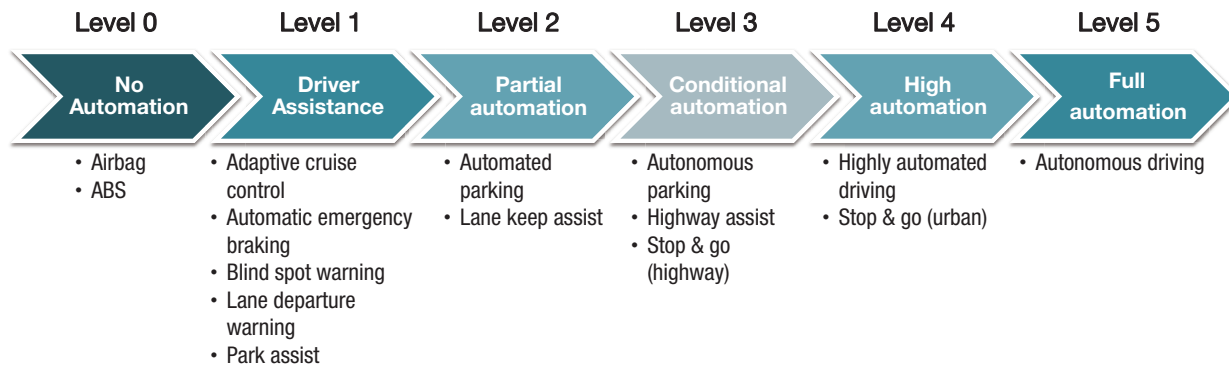 Level 0
Level 1
Level 2
Level 3
Level 4
Level 5
No
Automation
Driver
Assistance
Partial
automation
Conditional
automation
High
automation
Full
automation
• Airbag
• ABS
• Adaptive cruise
control
• Automatic emergency
braking
• Blind spot warning
• Lane departure
warning
• Park assist
• Automated
parking
• Lane keep assist
• Autonomous
parking
• Highway assist
• Stop & go
(highway)
• Highly automated
driving
• Stop & go (urban)
• Autonomous driving